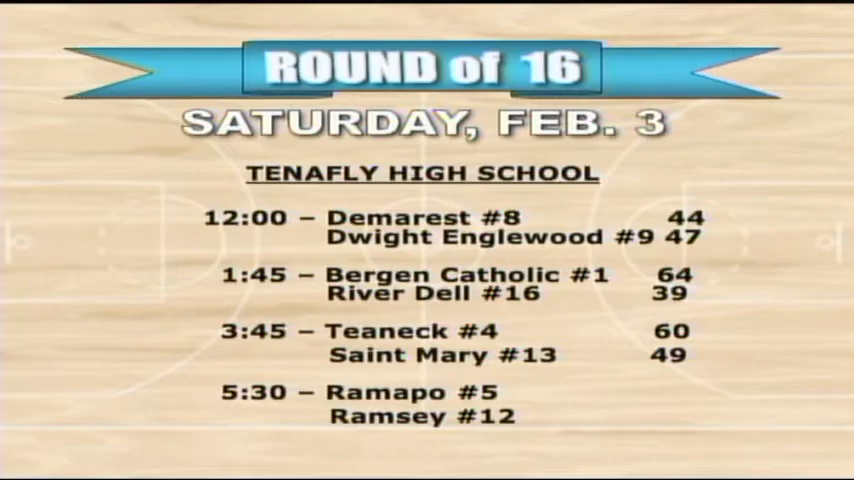 ROUND of 16
SATURDAY, FEB. 3
TENAFLY HIGH SCHOOL
12:00 – Demarest #8 44
Dwight Englewood #9 47
1:45 – Bergen Catholic #1 64
River Dell #16 39
3:45 – Teaneck #4 60
Saint Mary #13 49
5:30 – Ramapo #5
Ramsey #12